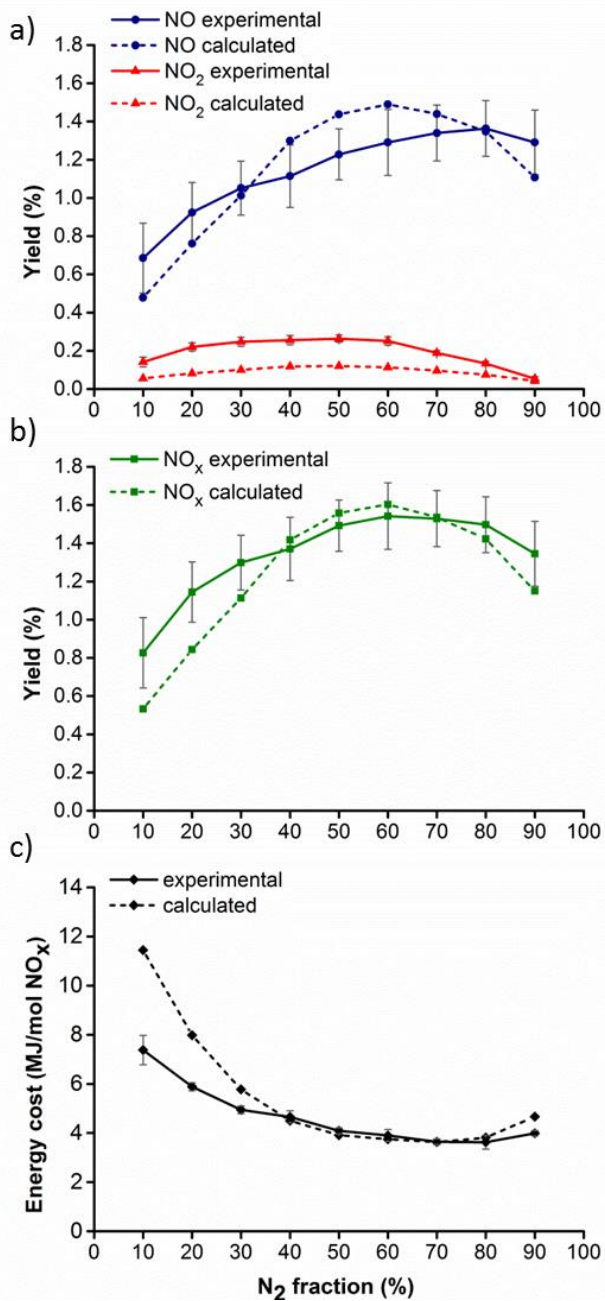 a)
NO experimental
NO calculated
NO₂ experimental
NO₂ calculated
1.8
1.6
1.4
1.2
1.0
0.8
0.6
0.4
0.2
0.0
Yield (%)
0 10 20 30 40 50 60 70 80 90 100
b)
NOₓ experimental
NOₓ calculated
1.8
1.6
1.4
1.2
1.0
0.8
0.6
0.4
0.2
0.0
Yield (%)
0 10 20 30 40 50 60 70 80 90 100
c)
experimental
calculated
14
12
10
8
6
4
2
0
Energy cost (MJ/mol NOₓ)
0 10 20 30 40 50 60 70 80 90 100
N₂ fraction (%)